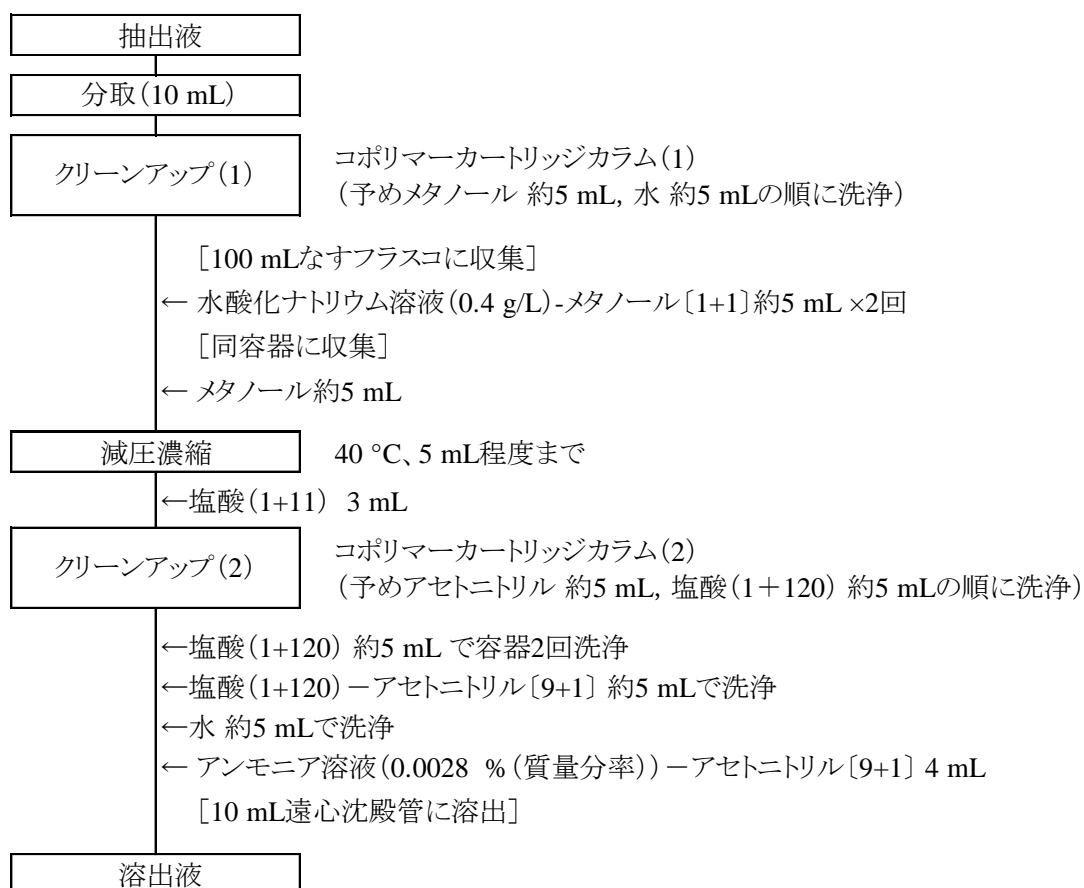 抽出液
分取(10 mL)
クリーンアップ(1)
コポリマーカートリッジカラム(1)
(予めメタノール 約5 mL, 水 約5 mLの順に洗浄)
[100 mLなすフラスコに収集]
← 水酸化ナトリウム溶液(0.4 g/L)-メタノール〔1+1〕約5 mL ×2回
[同容器に収集]
← メタノール約5 mL
減圧濃縮
40 °C、5 mL程度まで
←塩酸(1+11) 3 mL
クリーンアップ(2)
コポリマーカートリッジカラム(2)
(予めアセトニトリル 約5 mL, 塩酸(1+120) 約5 mLの順に洗浄)
←塩酸(1+120) 約5 mL で容器2回洗浄
←塩酸(1+120)-アセトニトリル〔9+1〕 約5 mLで洗浄
←水 約5 mLで洗浄
← アンモニア溶液(0.0028 %(質量分率))-アセトニトリル〔9+1〕 4 mL
[10 mL遠心沈殿管に溶出]
溶出液